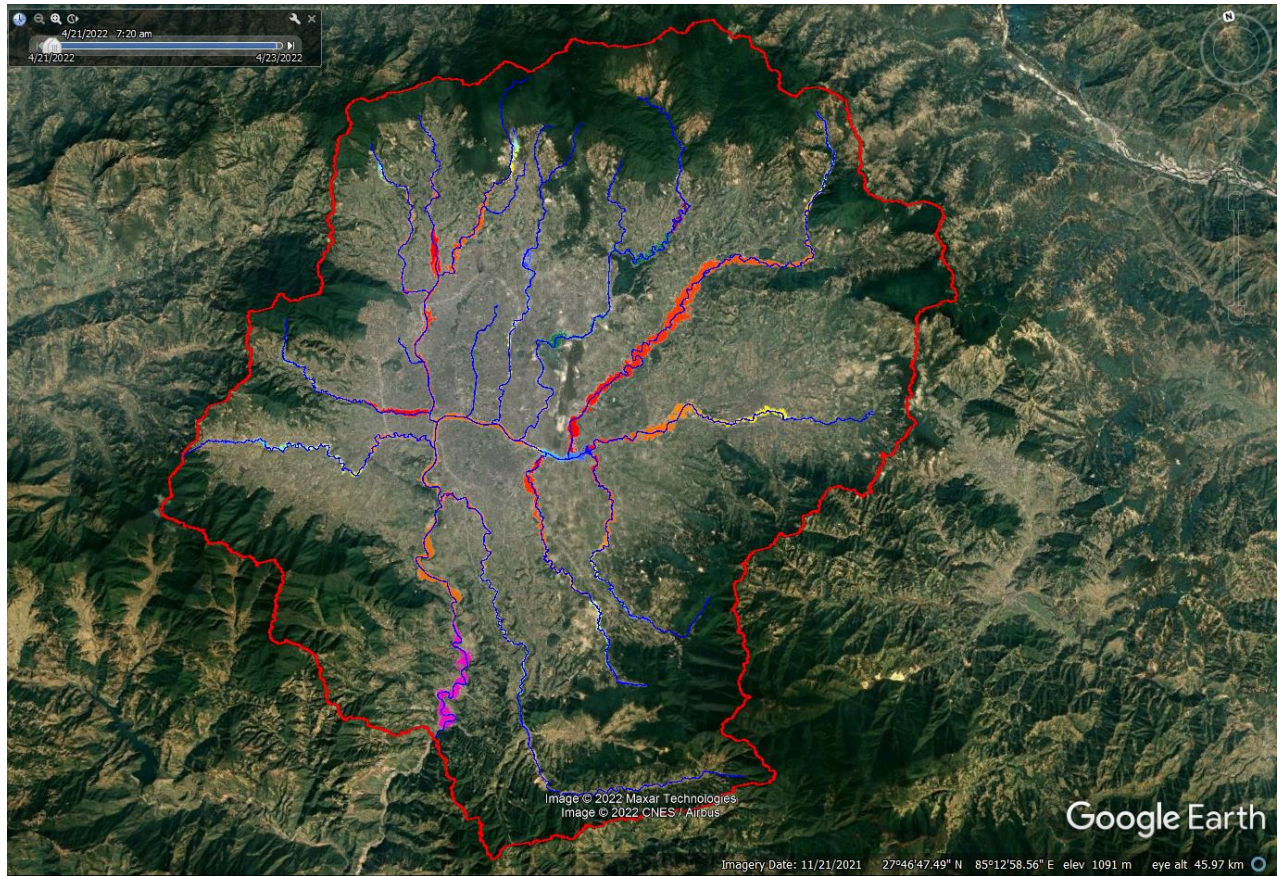 4/21/2022 7:20 am
4/21/2022 4/23/2022
N
Image © 2022 Maxar Technologies
Image © 2022 CNES / Airbus
Google Earth
Imagery Date: 11/21/2021 27°46'47.49" N 85°12'58.56" E elev 1091 m eye alt 45.97 km